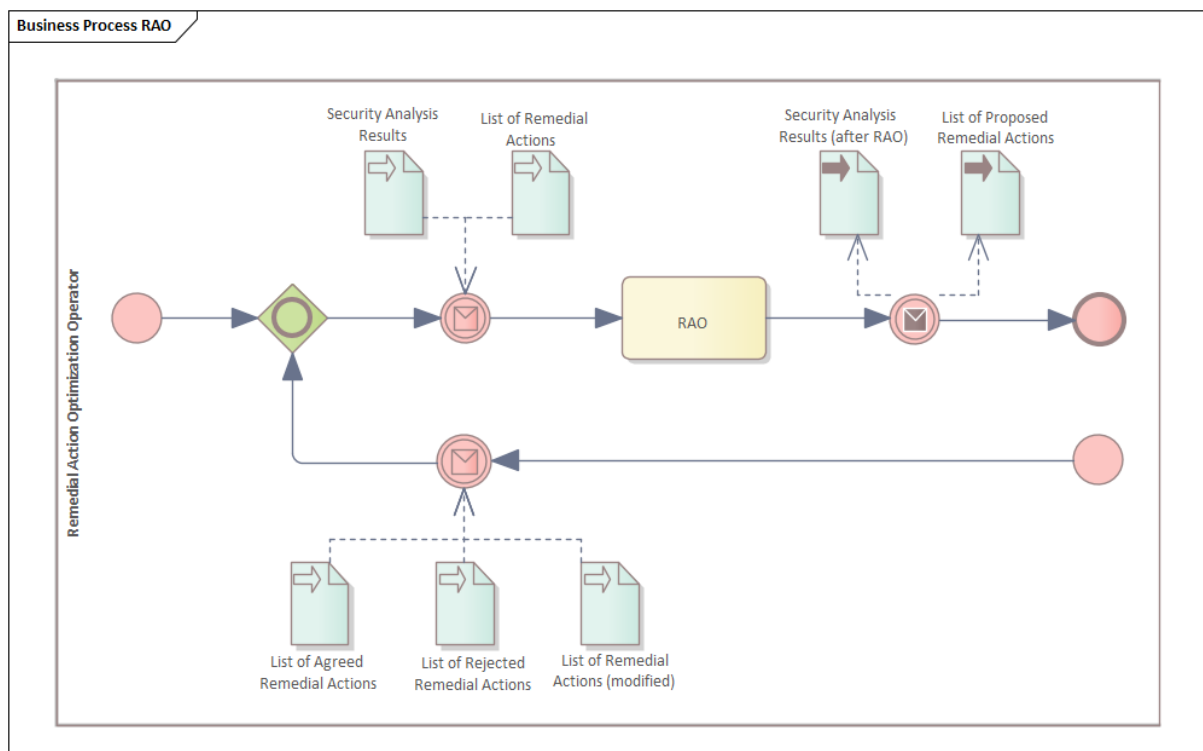 Business Process RAO
Remedial Action Optimization Operator
Security Analysis
Results
List of Remedial
Actions
Security Analysis
Results (after RAO)
List of Proposed
Remedial Actions
RAO
List of Agreed
Remedial Actions
List of Rejected
Remedial Actions
List of Remedial
Actions (modified)